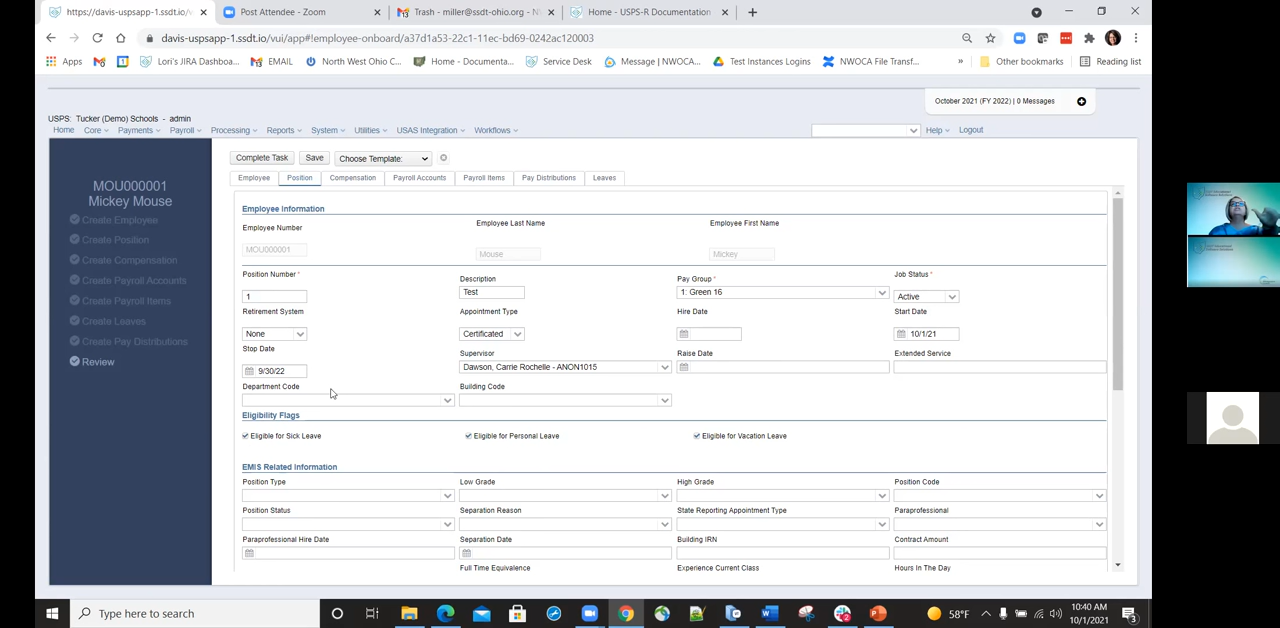 https://davis-uspsapp-1.ssdt.io/v
Post Attendee - Zoom
Trash - miller@ssdt-ohio.org - N
Home - USPS-R Documentation
davis-uspsapp-1.ssdt.io/vui/app#!employee-onboard/a37d1a53-22c1-11ec-bd69-0242ac120003
Apps
Lori's JIRA Dashboa...
EMAIL
North West Ohio C...
Home - Documenta...
Service Desk
Message | NWOCA...
Test Instances Logins
NWOCA File Transf...
»
Other bookmarks
Reading list
October 2021 (FY 2022) | 0 Messages
USPS: Tucker (Demo) Schools - admin
Home Core Payments Payroll Processing Reports System Utilities USAS Integration Workflows Help Logout
MOU000001
Mickey Mouse
Create Employee
Create Position
Create Compensation
Create Payroll Accounts
Create Payroll Items
Create Leaves
Create Pay Distributions
Review
Complete Task Save Choose Template:
Employee Position Compensation Payroll Accounts Payroll Items Pay Distributions Leaves
Employee Information
Employee Number Employee Last Name Employee First Name
MOU000001 Mouse Mickey
Position Number * Description Pay Group * Job Status *
1 Test 1: Green 16 Active
Retirement System Appointment Type Hire Date Start Date
None Certificated 10/1/21
Stop Date Supervisor Raise Date Extended Service
9/30/22 Dawson, Carrie Rochelle - ANON1015
Department Code Building Code
Eligibility Flags
Eligible for Sick Leave Eligible for Personal Leave Eligible for Vacation Leave
EMIS Related Information
Position Type Low Grade High Grade Position Code
Position Status Separation Reason State Reporting Appointment Type Paraprofessional
Paraprofessional Hire Date Separation Date Building IRN Contract Amount
Full Time Equivalence Experience Current Class Hours In The Day
Type here to search
58°F
10:40 AM
10/1/2021
3